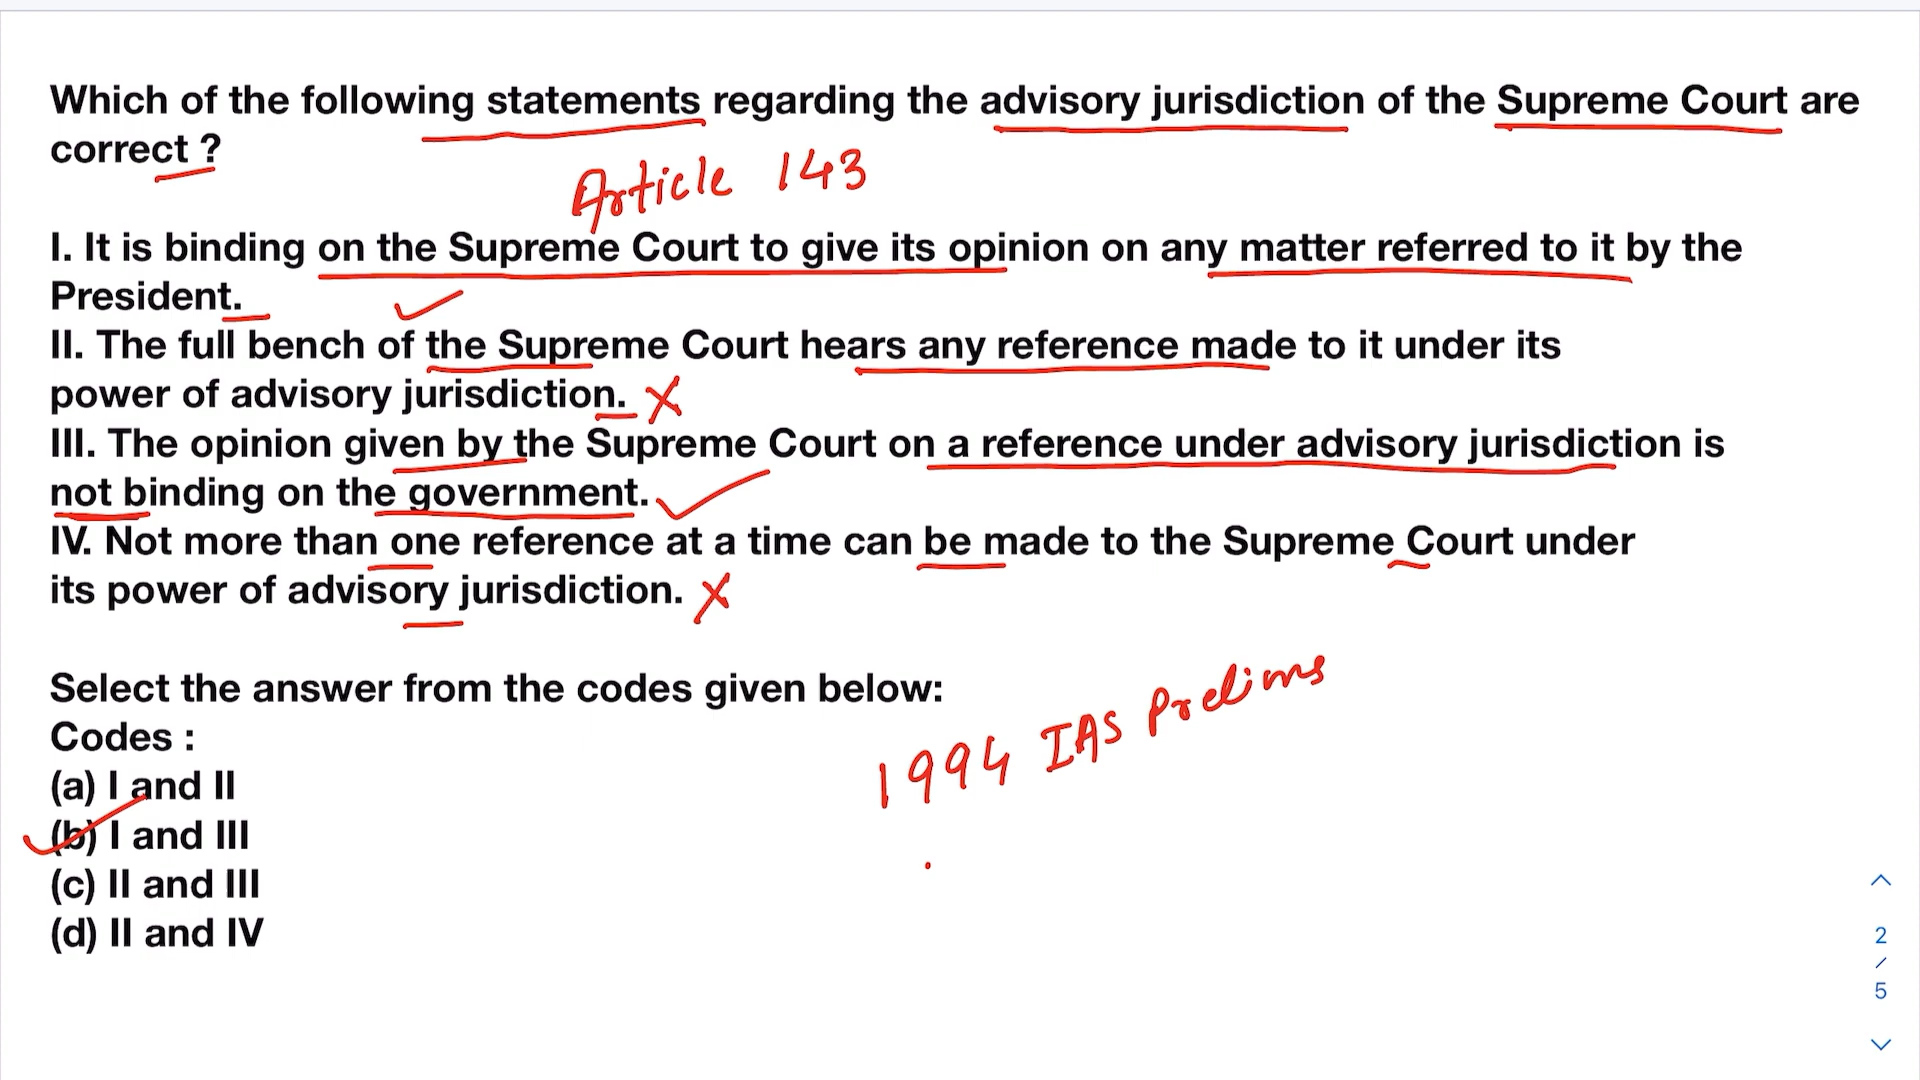 Which of the following statements regarding the advisory jurisdiction of the Supreme Court are
correct ?
Article 143
I. It is binding on the Supreme Court to give its opinion on any matter referred to it by the
President.
II. The full bench of the Supreme Court hears any reference made to it under its
power of advisory jurisdiction.
III. The opinion given by the Supreme Court on a reference under advisory jurisdiction is
not binding on the government.
IV. Not more than one reference at a time can be made to the Supreme Court under
its power of advisory jurisdiction.
Select the answer from the codes given below:
Codes :
1994 IAS Prelims
(a) I and II
(b) I and III
(c) II and III
(d) II and IV
2
/
5